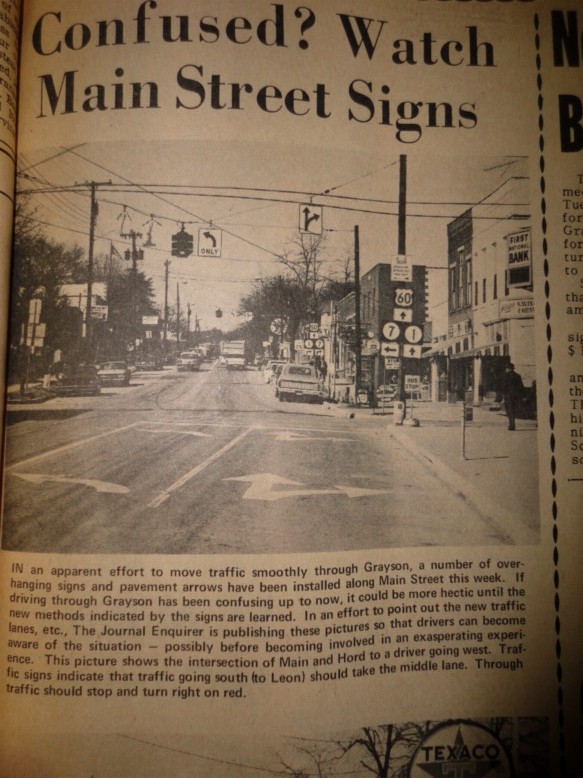 Confused? Watch
Main Street Signs
ONLY
FIRST
NATIONAL
BANK
60
7 1
BUS
STOP
IN an apparent effort to move traffic smoothly through Grayson, a number of over-
hanging signs and pavement arrows have been installed along Main Street this week. If
driving through Grayson has been confusing up to now, it could be more hectic until the
new methods indicated by the signs are learned. In an effort to point out the new traffic
lanes, etc., The Journal Enquirer is publishing these pictures so that drivers can become
aware of the situation — possibly before becoming involved in an exasperating experi-
ence. This picture shows the intersection of Main and Hord to a driver going west. Traf-
fic signs indicate that traffic going south (to Leon) should take the middle lane. Through
traffic should stop and turn right on red.
TEXACO